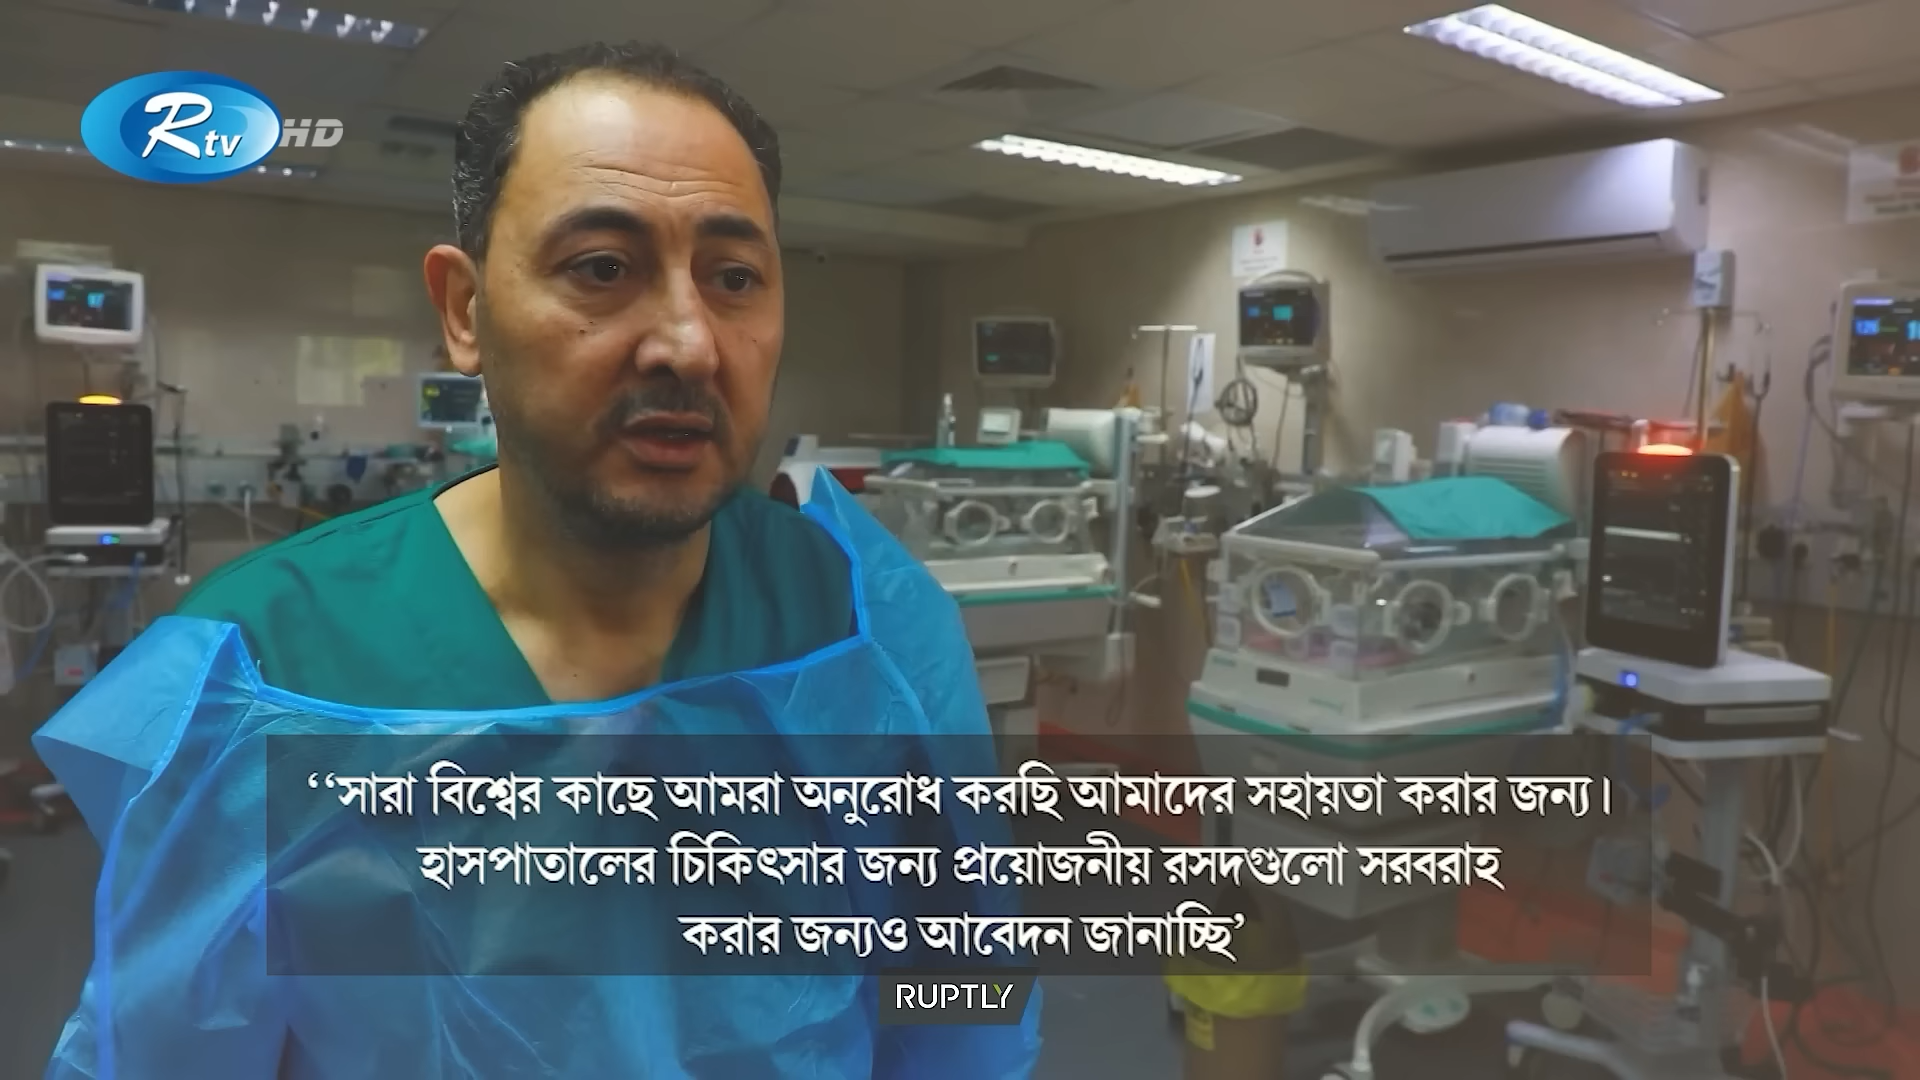 Rtv HD
‘‘সারা বিশ্বের কাছে আমরা অনুরোধ করছি আমাদের সহায়তা করার জন্য।
হাসপাতালের চিকিৎসার জন্য প্রয়োজনীয় রসদগুলো সরবরাহ
করার জন্যও আবেদন জানাচ্ছি’
RUPTLY